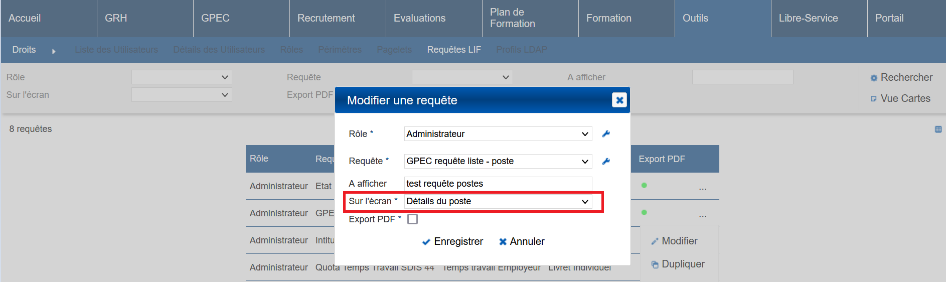 Accueil GRH GPEC Recrutement Evaluations Plan de Formation Formation Outils Libre-Service Portail
Droits Liste des Utilisateurs Détails des Utilisateurs Rôles Paramètres Fappers Requêtes LIF Profils LDAP
Rôle Requête A afficher Rechercher
Sur l'écran Export PDF Vue Cartes
8 requêtes
Modifier une requête
Rôle * Administrateur
Requête * GPEC requête liste - poste
A afficher test requête postes
Sur l'écran * Détails du poste
Export PDF *
Enregistrer Annuler
Rôle Requ Export PDF
Administrateur Etat ...
Administrateur GPE ...
Administrateur Intitu Modifier
Administrateur Quota Temps Travail SDIS 44 Temps travail Employeur Livret Individuel Dupliquer